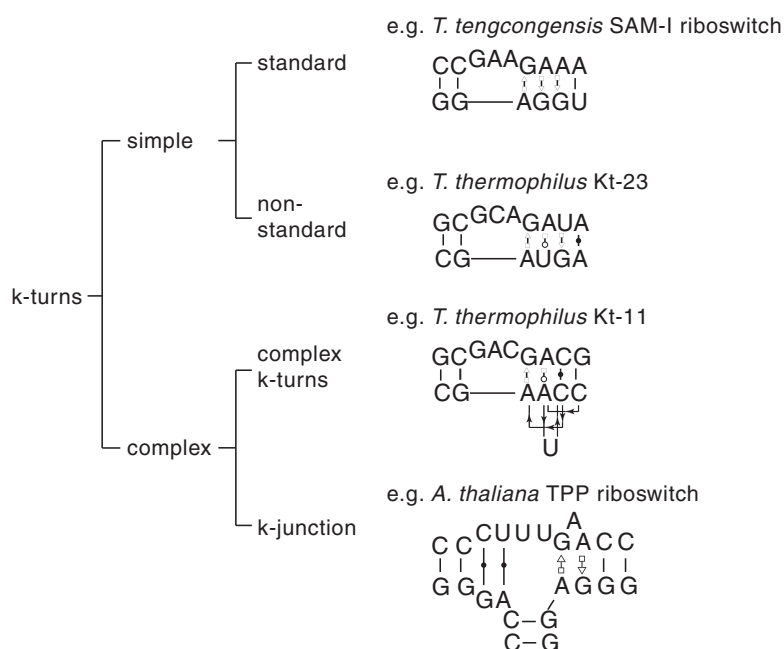 e.g. T. tengcongensis SAM-I riboswitch
standard
CCGAAGAAA
GG AGGU
simple
e.g. T. thermophilus Kt-23
non-
standard
GCGCAGAUA
CG AUGA
k-turns
e.g. T. thermophilus Kt-11
complex
k-turns
GCGACGACG
CG AACC
U
complex
e.g. A. thaliana TPP riboswitch
k-junction
A
CCCUUUGACC
GGGA AGGG
C G
C G